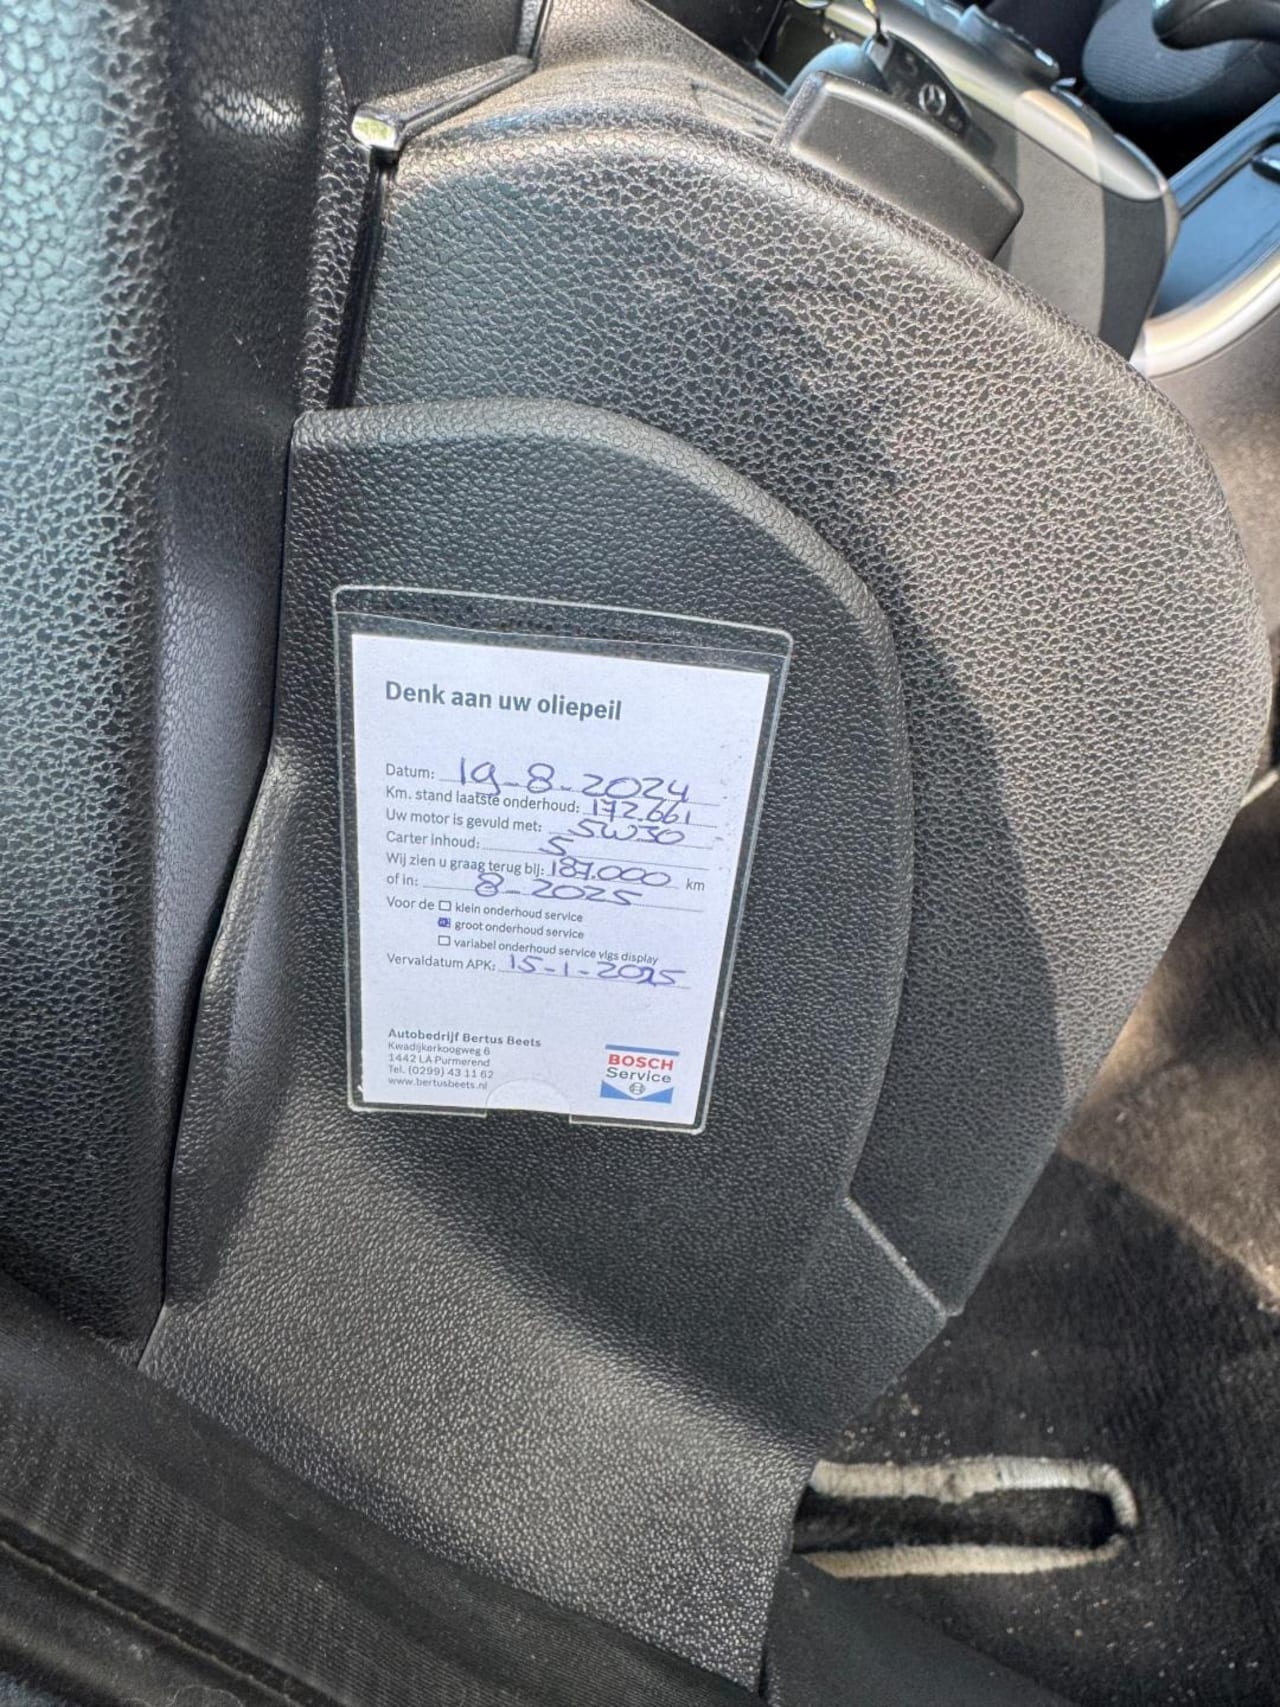 Denk aan uw oliepeil
Datum: 19-8-2024
Km. stand laatste onderhoud: 172.661
Uw motor is gevuld met: 5W30
Carter inhoud: 5
Wij zien u graag terug bij: 187.000 km
of in: 8-2025
Voor de klein onderhoud service
groot onderhoud service
variabel onderhoud service vlgs display
Vervaldatum APK: 15-1-2025
Autobedrijf Bertus Beets
Kwadijkerkoogweg 6
1442 LA Purmerend
Tel. (0299) 43 11 62
www.bertusbeets.nl
BOSCH
Service